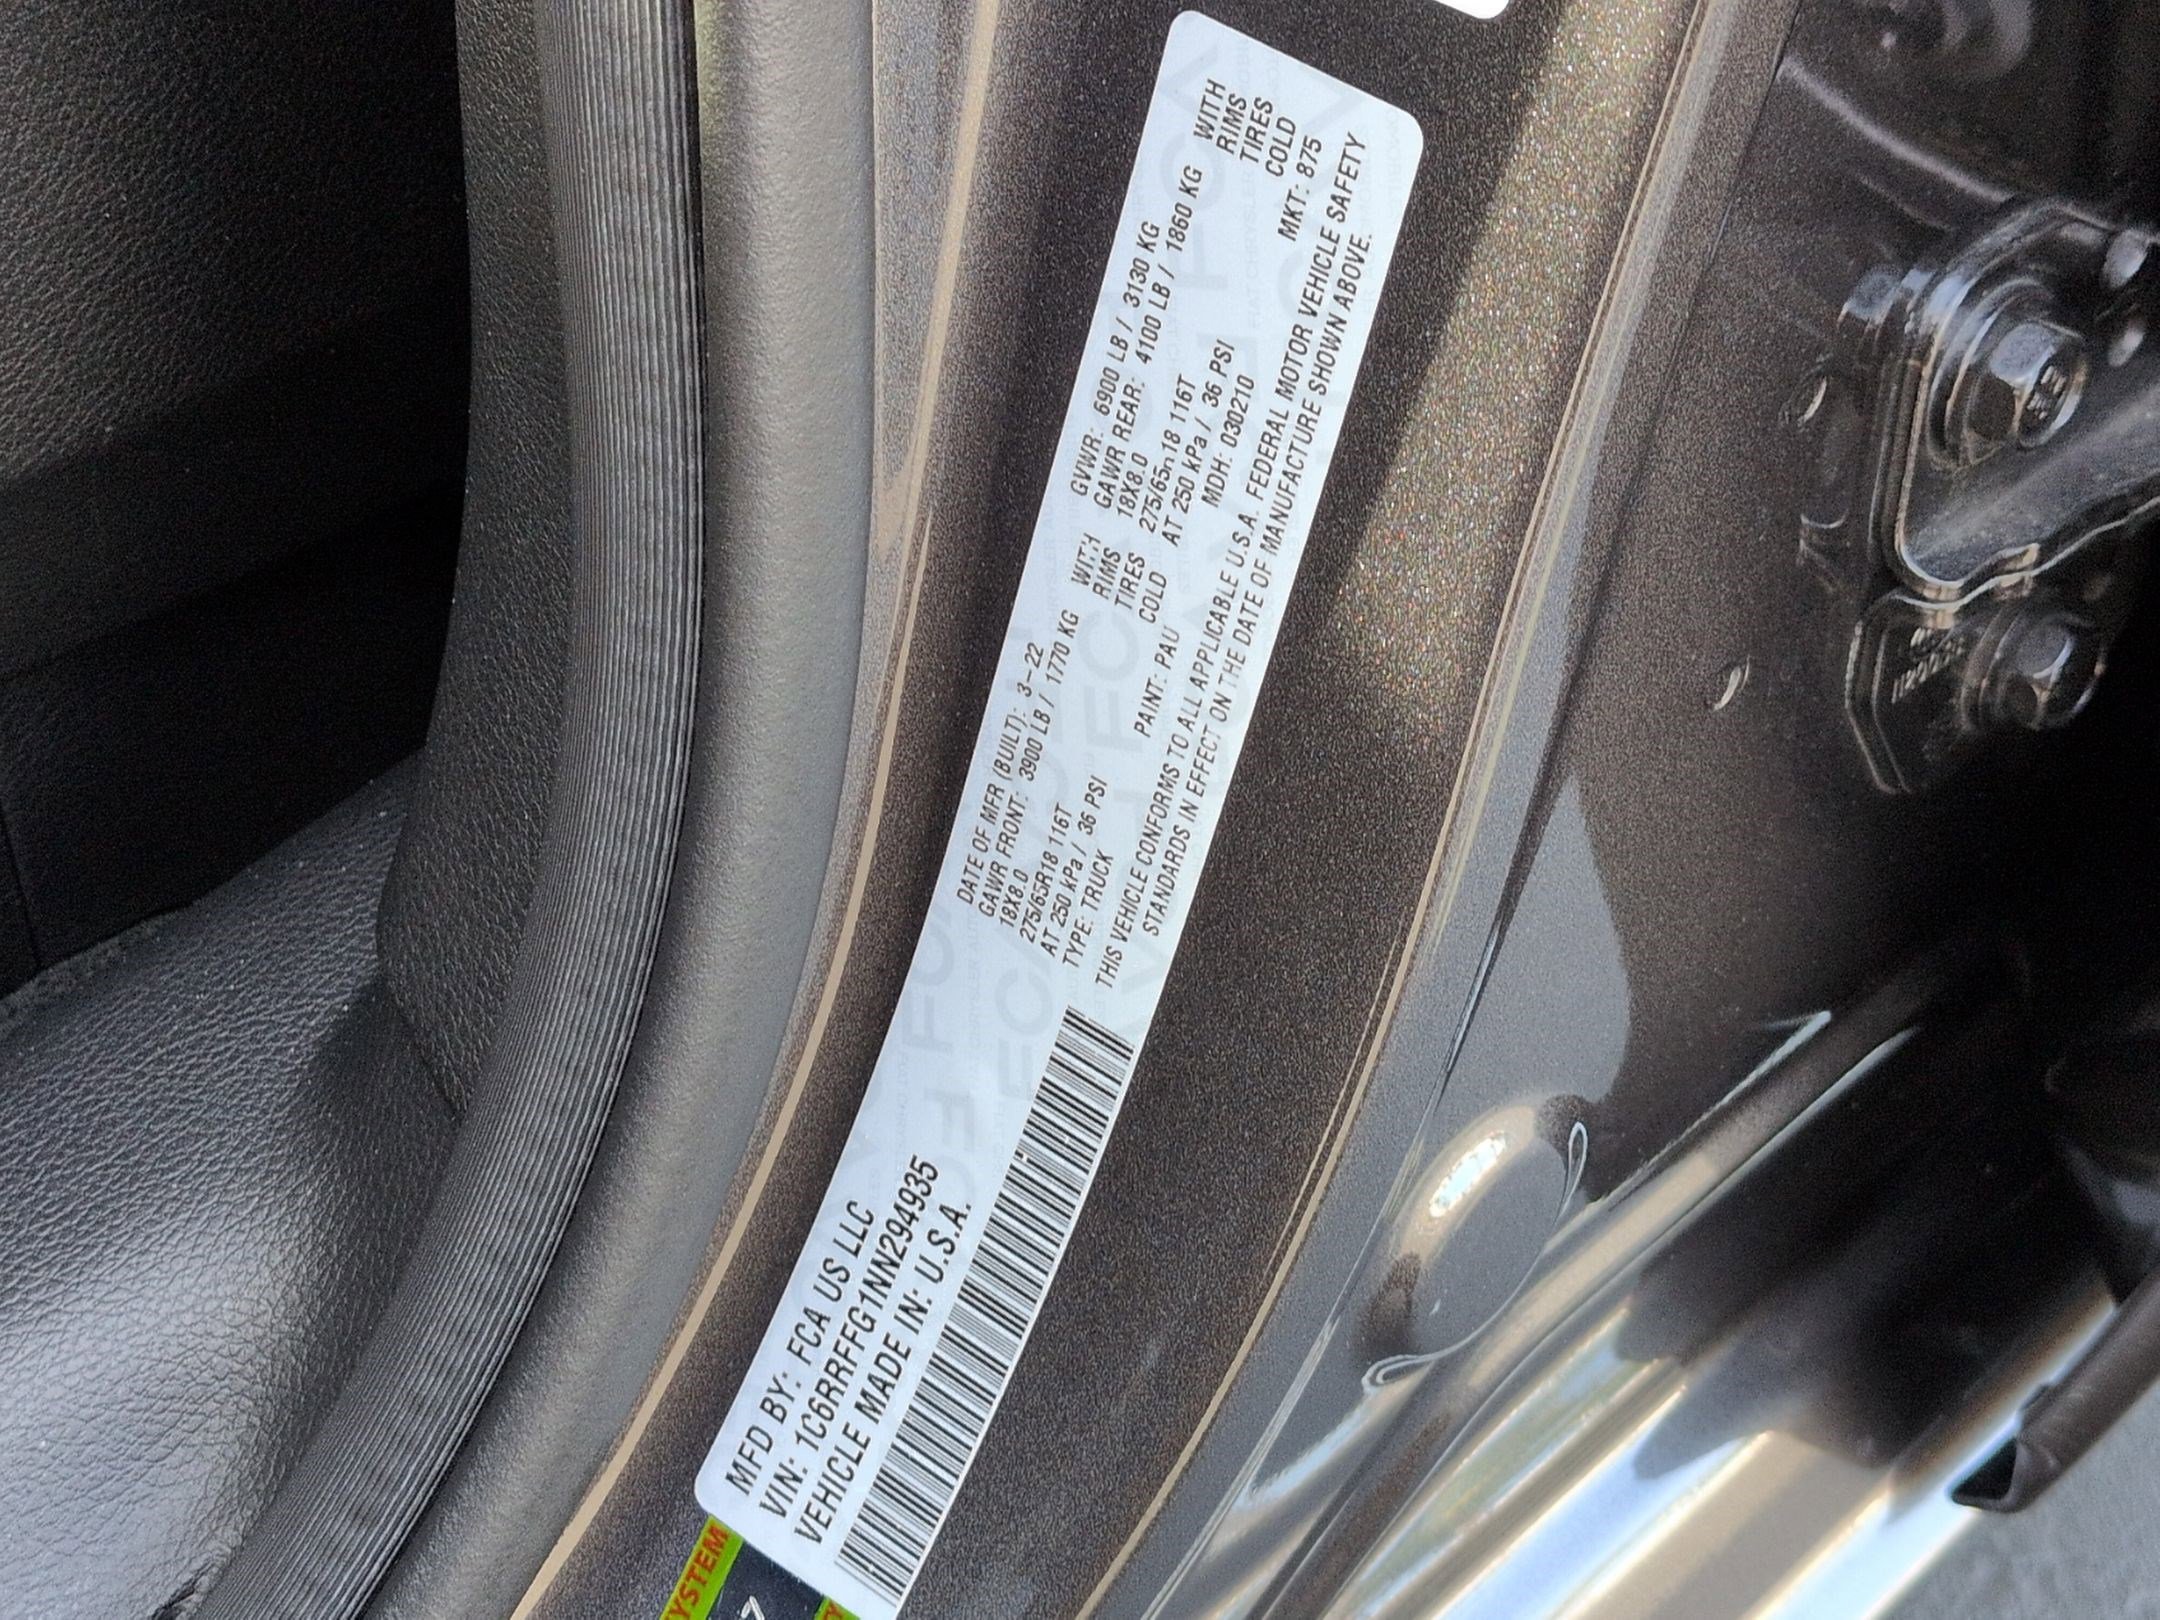 MFD BY: FCA US LLC
VIN: 1C6RRFFG1NN294935
VEHICLE MADE IN: U.S.A.
DATE OF MFR (BUILT): 3-22 GVWR: 6900 LB / 3130 KG
GAWR FRONT: 3900 LB / 1770 KG WITH GAWR REAR: 4100 LB / 1860 KG WITH
18X8.0 RIMS 18X8.0 RIMS
275/65R18 116T TIRES 275/65R18 116T TIRES
AT 250 kPa / 36 PSI COLD AT 250 kPa / 36 PSI COLD
TYPE: TRUCK PAINT: PAU MDH: 030210 MKT: 875
THIS VEHICLE CONFORMS TO ALL APPLICABLE U.S.A. FEDERAL MOTOR VEHICLE SAFETY
STANDARDS IN EFFECT ON THE DATE OF MANUFACTURE SHOWN ABOVE.
YSTEM